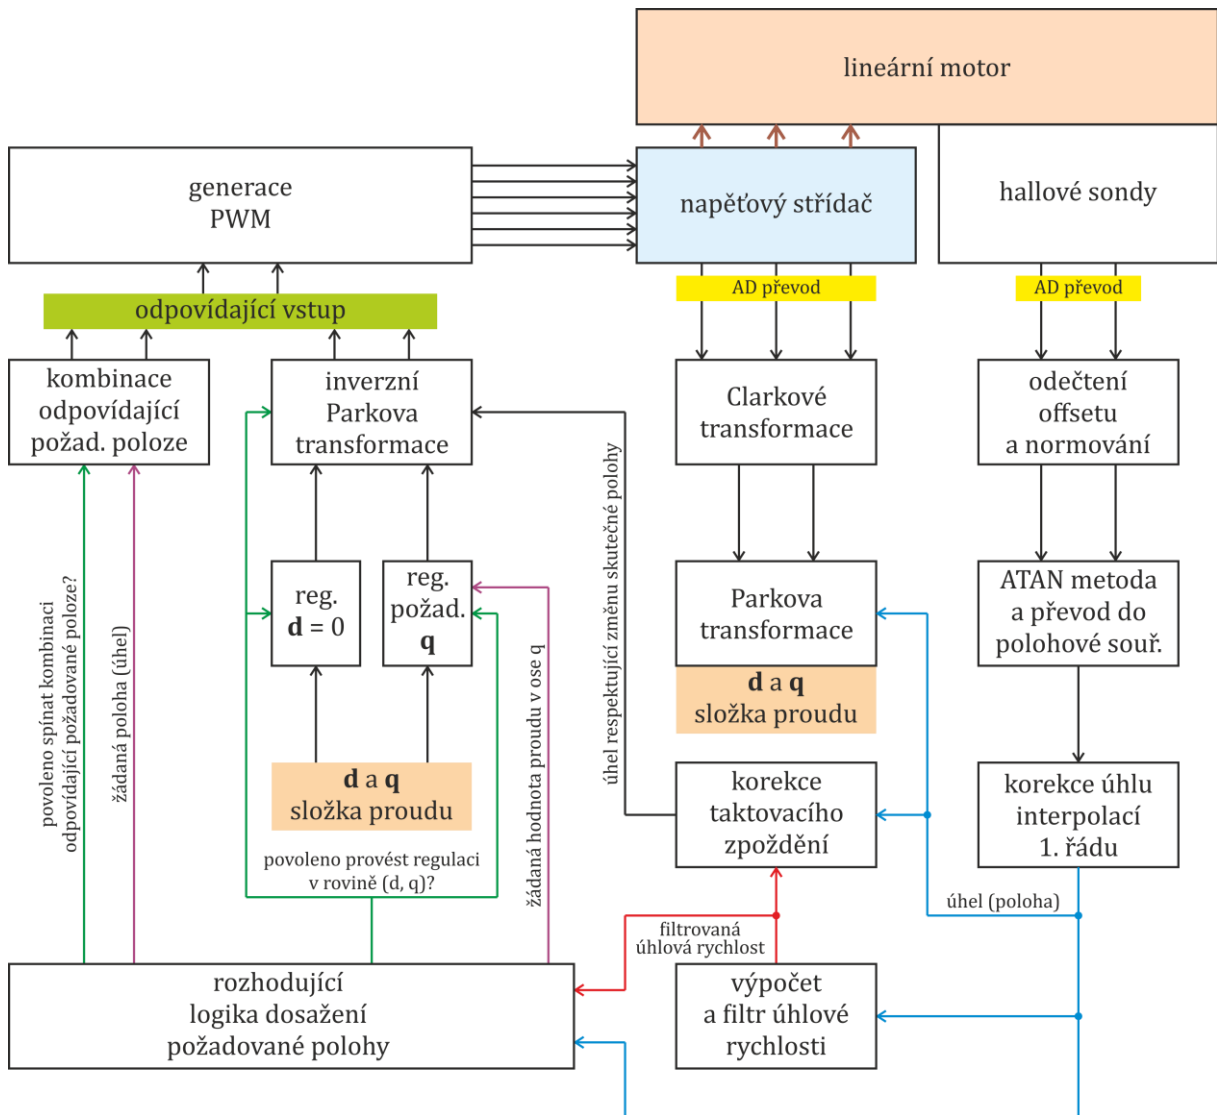 lineární motor
generace
PWM
napěťový střídač
hallové sondy
AD převod
AD převod
odpovídající vstup
kombinace
odpovídající
požad. poloze
inverzní
Parkova
transformace
Clarkové
transformace
odečtení
offsetu
a normování
reg.
d = 0
reg.
požad.
q
Parkova
transformace
ATAN metoda
a převod do
polohové souř.
d a q
složka proudu
d a q
složka proudu
povoleno spínat kombinaci
odpovídající požadované poloze?
žádaná poloha (úhel)
úhel respektující změnu skutečné polohy
žádaná hodnota proudu v ose q
korekce
taktovacího
zpoždění
korekce úhlu
interpolací
1. řádu
povoleno provést regulaci
v rovině (d, q)?
úhel (poloha)
filtrovaná
úhlová rychlost
rozhodující
logika dosažení
požadované polohy
výpočet
a filtr úhlové
rychlosti